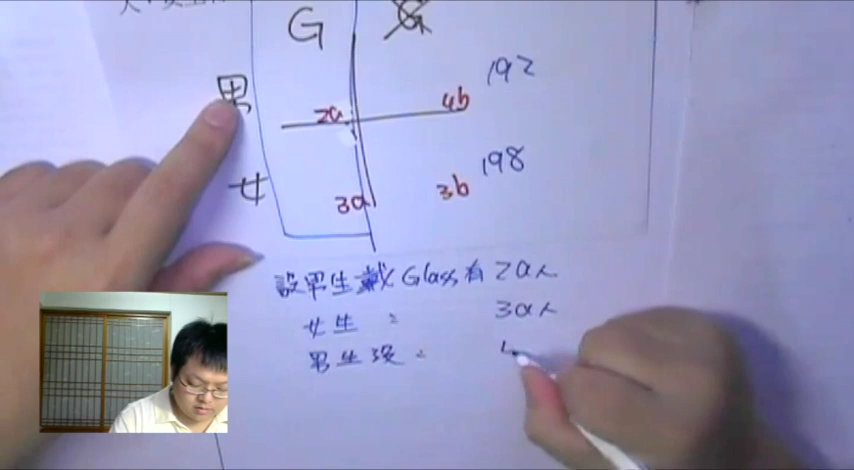 G G
男 2a 4b 192
女 3a 3b 198
設男生戴Glass有 2a人
女生 : 3a人
男生沒 :